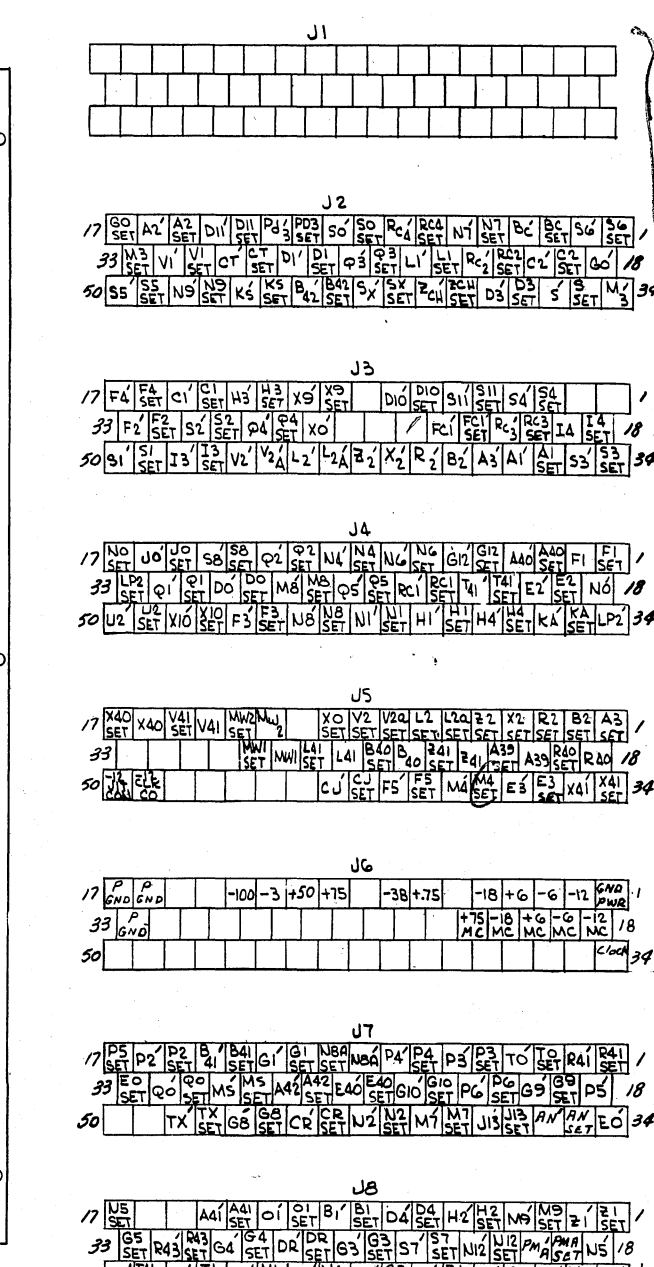 J1
J2
17 G0 SET A2' A2 SET D11' D11 SET Pd3' PD3 SET S0' S0 SET RC4' RC4 SET N7' N7 SET BC' BC SET S6' S6 SET 1
33 M3 SET V1' V1 SET CT' CT SET D1' D1 SET Q3' Q3 SET L1' L1 SET RC2' RC2 SET C2' C2 SET G0' 18
50 S5' S5 SET N9' N9 SET KS' KS SET B42' B42 SET SX' SX SET ZCH' ZCH SET D3' D3 SET S' S SET M3' 34
J3
17 F4' F4 SET C1' C1 SET H3' H3 SET X9' X9 SET D10' D10 SET S11' S11 SET S4' S4 SET 1
33 F2' F2 SET S2' S2 SET Q4' Q4 SET X0' FC1' FC1 SET RC3' RC3 SET I4' I4 SET 18
50 S1' S1 SET I3' I3 SET V2' V2A' L2' L2A' Z2' X2' R2' B2' A3' A1' A1 SET S3' S3 SET 34
J4
17 N0 SET J0' J0 SET S8' S8 SET Q2' Q2 SET N4' N4 SET N6' N6 SET G12' G12 SET A40' A40 SET F1' F1 SET 1
33 LP2 SET Q1' Q1 SET D0' D0 SET M8' M8 SET Q5' Q5 SET RC1' RC1 SET T41' T41 SET E2' E2 SET N0' 18
50 U2' U2 SET X10' X10 SET F3' F3 SET N8' N8 SET N1' N1 SET H1' H1 SET H4' H4 SET KA' KA SET LP2' 34
J5
17 X40 SET X40 V41 SET V41 MW2 SET MW2' X0 SET V2 SET V2a SET L2 SET L2a SET Z2 SET X2 SET R2 SET B2 SET A3 SET 1
33 MW1 SET MW1 L41 SET L41 B40 SET B40 Z41 SET Z41 A39 SET A39 R40 SET R40 18
50 CLR CO CJ' CJ SET F5' F5 SET M4' M4 SET E3' E3 SET X41' X41 SET 34
J6
17 P GND P GND -100 -3 +50 +75 -38 +.75 -18 +6 -6 -12 GND PWR 1
33 P GND +75 MC -18 MC +6 MC -6 MC -12 MC 18
50 Clock 34
J7
17 P5 SET P2' P2 SET B41' B41 SET G1' G1 SET N8A SET N8A' P4' P4 SET P3' P3 SET T0' T0 SET R41' R41 SET 1
33 E0 SET Q0' Q0 SET M5' M5 SET A42' A42 SET E40' E40 SET G10' G10 SET P6' P6 SET G9' G9 SET P5' 18
50 TX' TX SET G8' G8 SET CR' CR SET N2' N2 SET M7' M7 SET J13' J13 SET AN' AN SET E0' 34
J8
17 N5 SET A41' A41 SET O1' O1 SET B1' B1 SET D4' D4 SET H2' H2 SET M9' M9 SET Z1' Z1 SET 1
33 G5 SET R43' R43 SET G4' G4 SET DR' DR SET G3' G3 SET S7' S7 SET N12' N12 SET PMA' PMA SET N5' 18